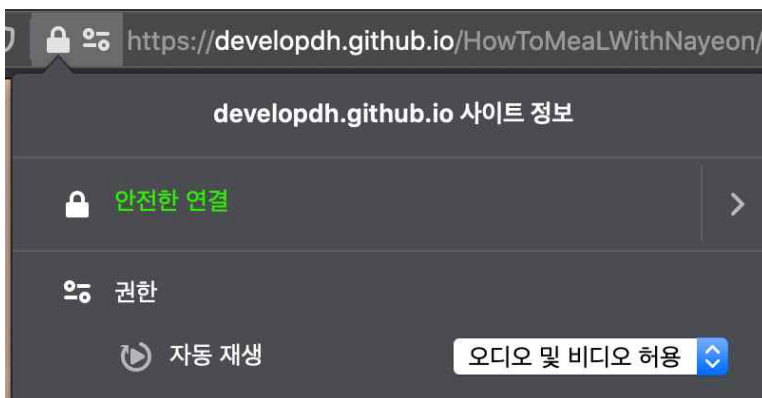 https://developdh.github.io/HowToMeaLWithNayeon/
developdh.github.io 사이트 정보
안전한 연결
권한
자동 재생 오디오 및 비디오 허용